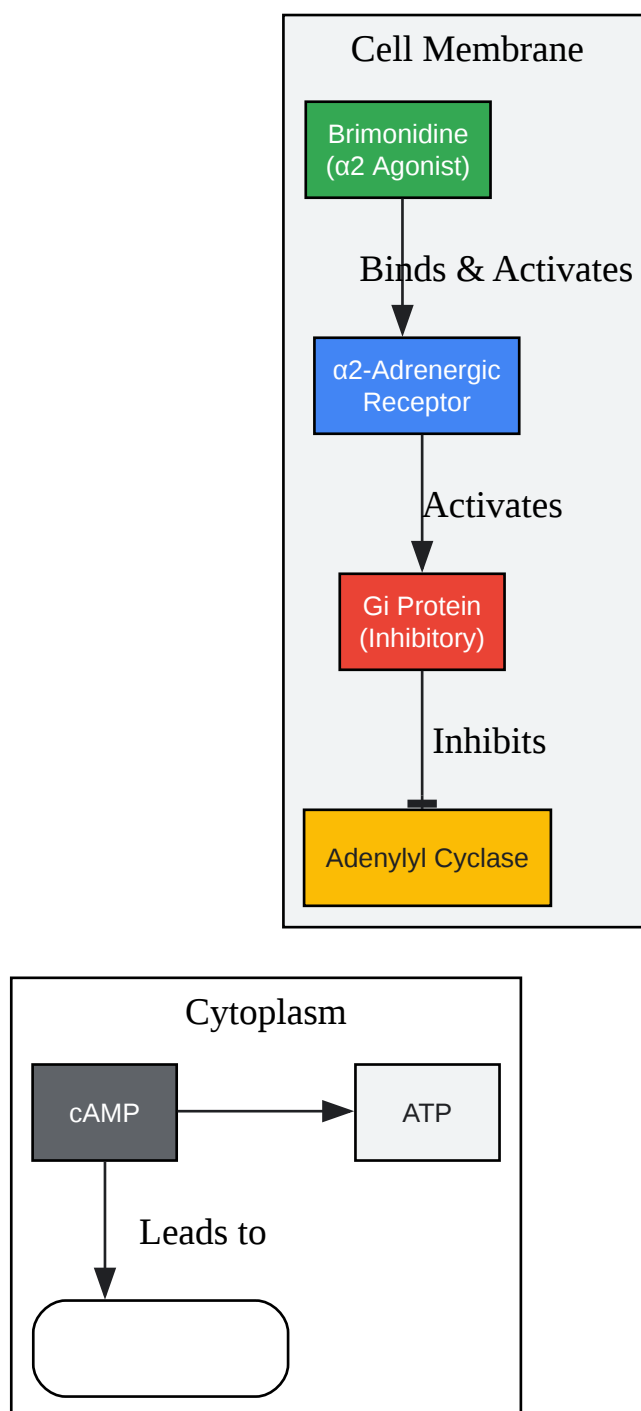 Cell Membrane
Brimonidine
(α2 Agonist)
Binds & Activates
α2-Adrenergic
Receptor
Activates
Gi Protein
(Inhibitory)
Inhibits
Adenylyl Cyclase
Cytoplasm
cAMP
ATP
Leads to